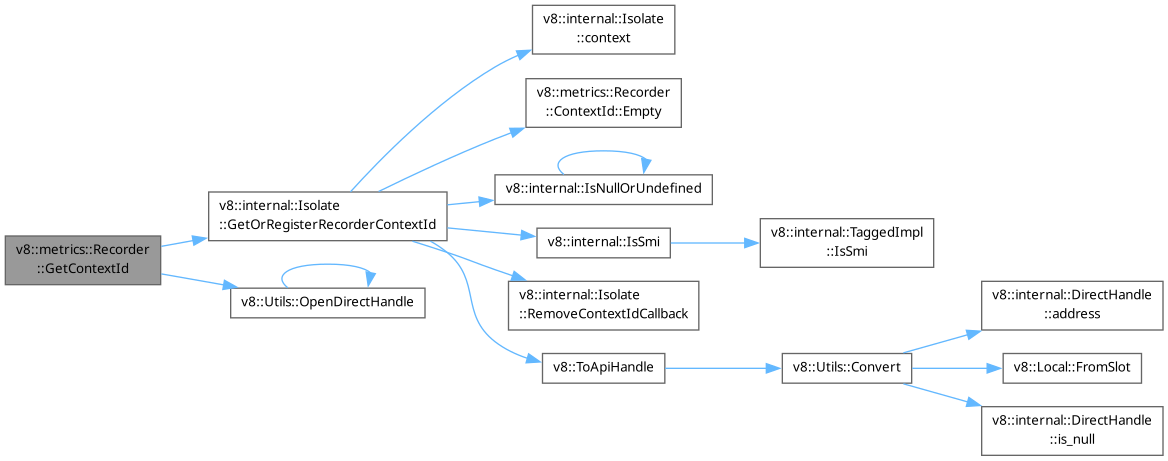 v8::metrics::Recorder
::GetContextId
v8::internal::Isolate
::GetOrRegisterRecorderContextId
v8::Utils::OpenDirectHandle
v8::internal::Isolate
::context
v8::metrics::Recorder
::ContextId::Empty
v8::internal::IsNullOrUndefined
v8::internal::IsSmi
v8::internal::Isolate
::RemoveContextIdCallback
v8::ToApiHandle
v8::internal::TaggedImpl
::IsSmi
v8::Utils::Convert
v8::internal::DirectHandle
::address
v8::Local::FromSlot
v8::internal::DirectHandle
::is_null